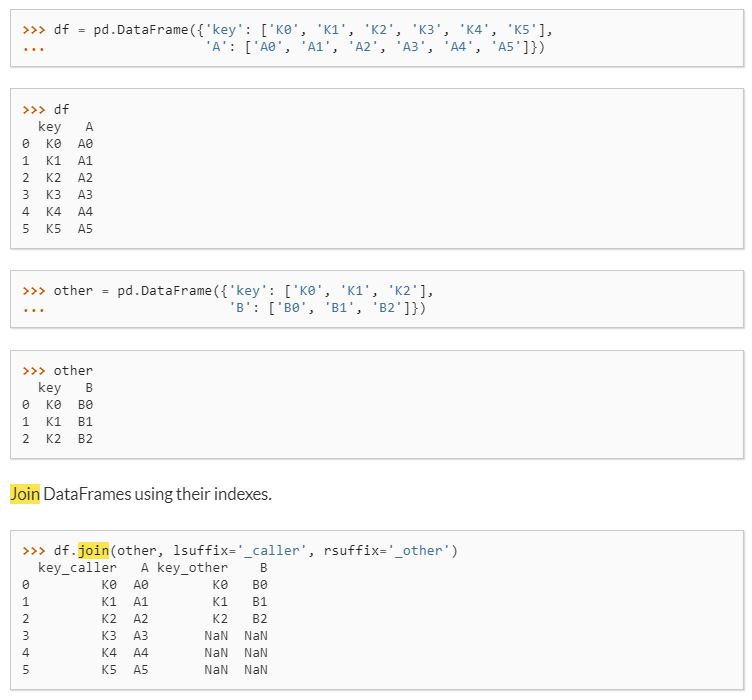 >>> df = pd.DataFrame({'key': ['K0', 'K1', 'K2', 'K3', 'K4', 'K5'],
...                    'A': ['A0', 'A1', 'A2', 'A3', 'A4', 'A5']})
>>> df
  key   A
0  K0  A0
1  K1  A1
2  K2  A2
3  K3  A3
4  K4  A4
5  K5  A5
>>> other = pd.DataFrame({'key': ['K0', 'K1', 'K2'],
...                       'B': ['B0', 'B1', 'B2']})
>>> other
  key   B
0  K0  B0
1  K1  B1
2  K2  B2
Join DataFrames using their indexes.
>>> df.join(other, lsuffix='_caller', rsuffix='_other')
  key_caller   A key_other    B
0         K0  A0        K0   B0
1         K1  A1        K1   B1
2         K2  A2        K2   B2
3         K3  A3       NaN  NaN
4         K4  A4       NaN  NaN
5         K5  A5       NaN  NaN